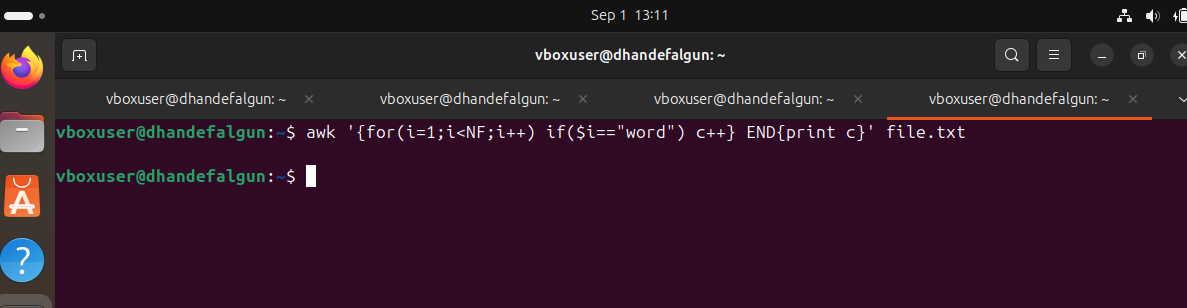 Sep 1 13:11
vboxuser@dhandefalgun: ~
vboxuser@dhandefalgun: ~ × vboxuser@dhandefalgun: ~ × vboxuser@dhandefalgun: ~ × vboxuser@dhandefalgun: ~ ×
vboxuser@dhandefalgun:~$ awk '{for(i=1;i<NF;i++) if($i=="word") c++} END{print c}' file.txt
vboxuser@dhandefalgun:~$
?